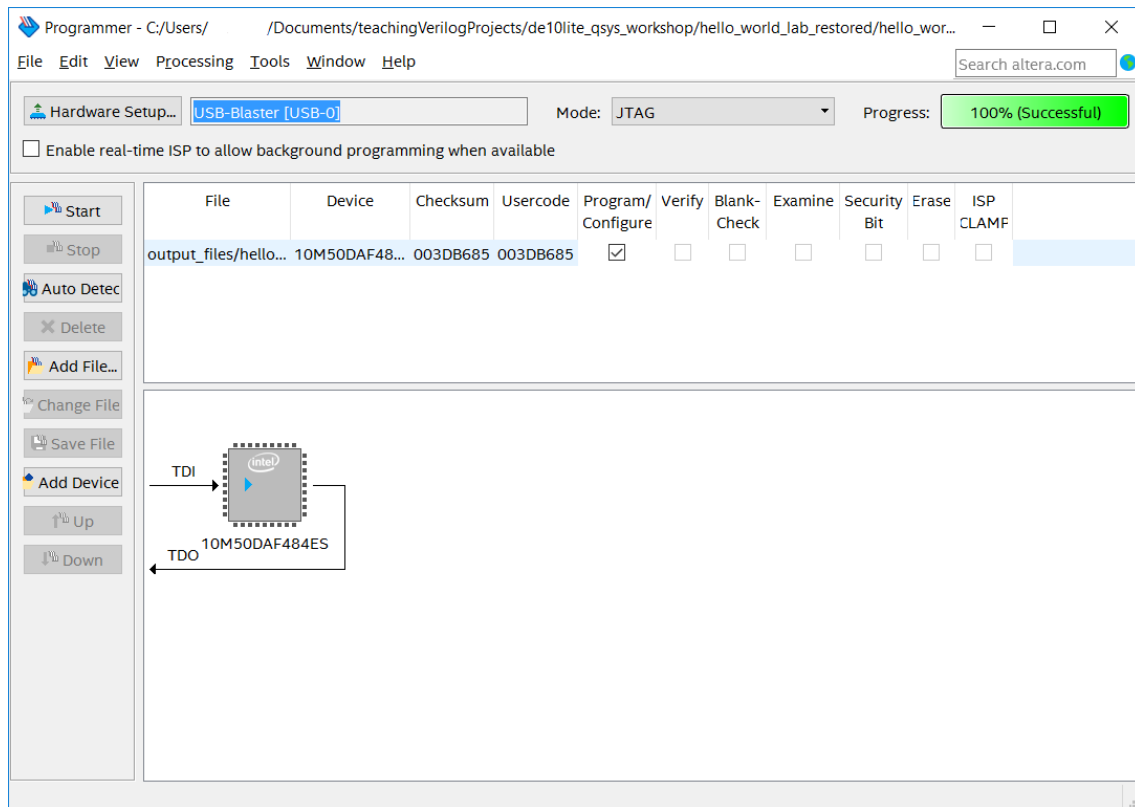 Programmer - C:/Users/ /Documents/teachingVerilogProjects/de10lite_qsys_workshop/hello_world_lab_restored/hello_wor...
File Edit View Processing Tools Window Help
Search altera.com
Hardware Setup... USB-Blaster [USB-0] Mode: JTAG Progress: 100% (Successful)
Enable real-time ISP to allow background programming when available
Start
Stop
Auto Detec
Delete
Add File...
Change File
Save File
Add Device
Up
Down
File Device Checksum Usercode Program/ Verify Blank- Examine Security Erase ISP
Configure Check Bit CLAMP
output_files/hello... 10M50DAF48... 003DB685 003DB685
intel
TDI
10M50DAF484ES
TDO